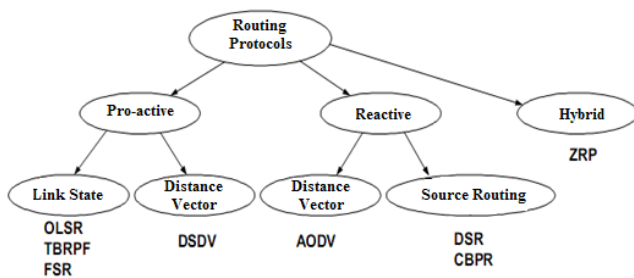 Routing
Protocols
Pro-active
Reactive
Hybrid
ZRP
Link State
Distance
Vector
Distance
Vector
Source Routing
OLSR
TBRPF
FSR
DSDV
AODV
DSR
CBPR